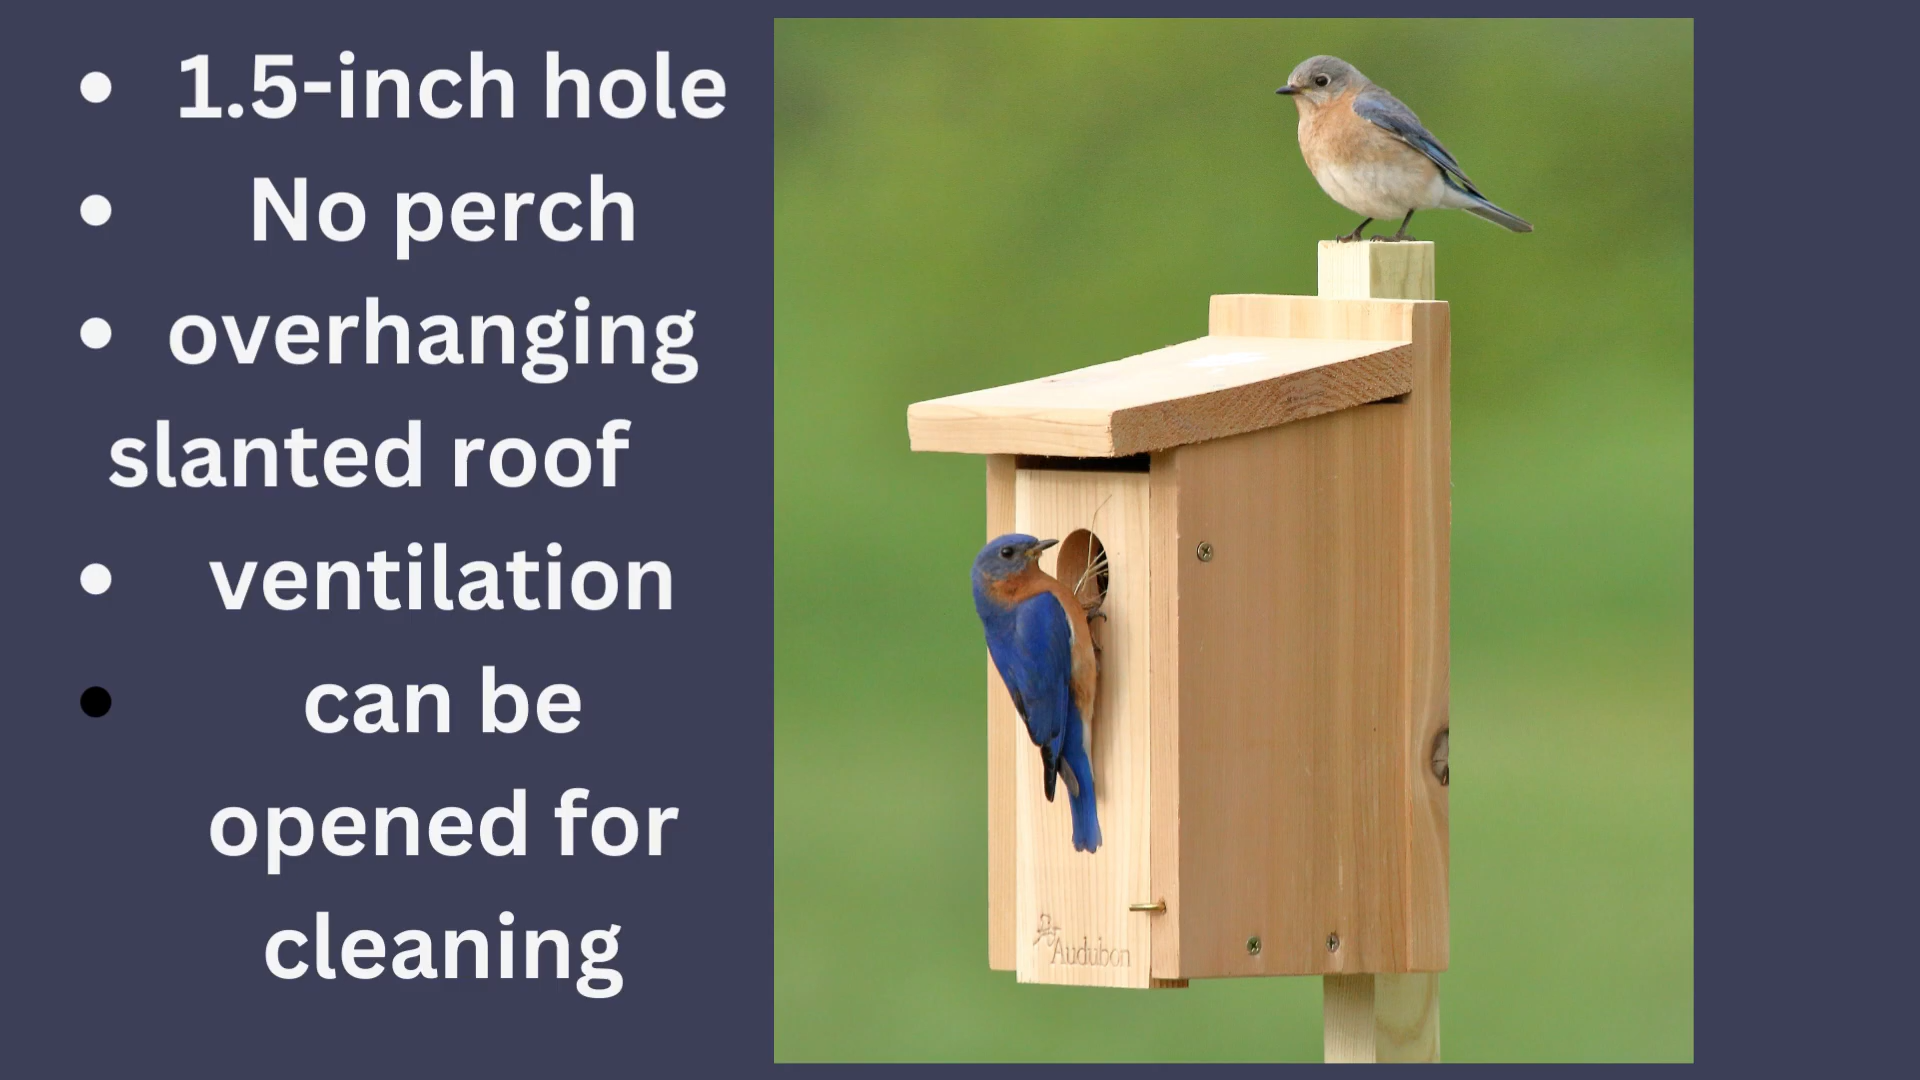 • 1.5-inch hole
• No perch
• overhanging
slanted roof
• ventilation
• can be
opened for
cleaning
Audubon